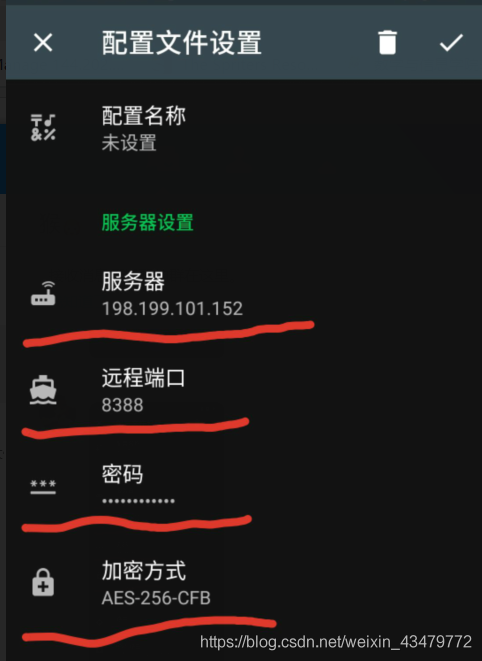 配置文件设置
配置名称
未设置
服务器设置
服务器
198.199.101.152
远程端口
8388
密码
••••••••••••
加密方式
AES-256-CFB
https://blog.csdn.net/weixin_43479772